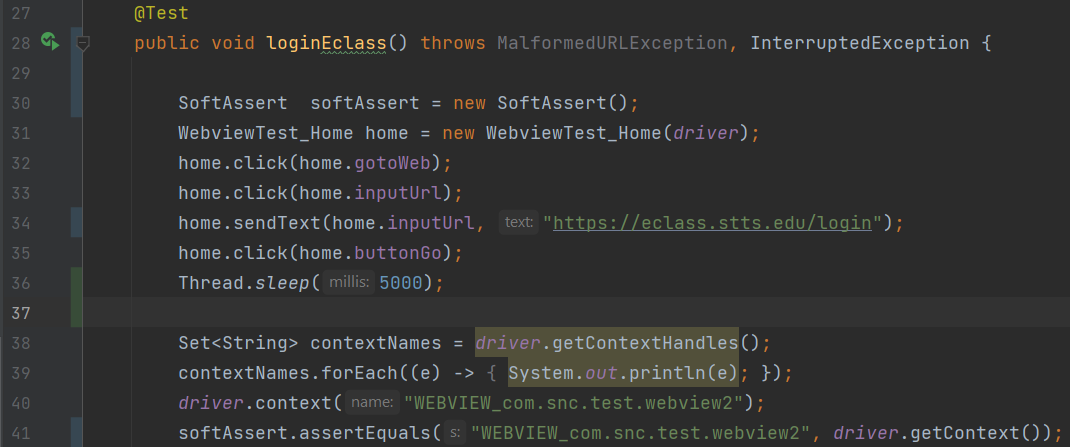 27 @Test
28 public void loginEclass() throws MalformedURLException, InterruptedException {
29
30 SoftAssert  softAssert = new SoftAssert();
31 WebviewTest_Home home = new WebviewTest_Home(driver);
32 home.click(home.gotoWeb);
33 home.click(home.inputUrl);
34 home.sendText(home.inputUrl, text: "https://eclass.stts.edu/login");
35 home.click(home.buttonGo);
36 Thread.sleep( millis: 5000);
37
38 Set<String> contextNames = driver.getContextHandles();
39 contextNames.forEach((e) -> { System.out.println(e); });
40 driver.context( name: "WEBVIEW_com.snc.test.webview2");
41 softAssert.assertEquals( s: "WEBVIEW_com.snc.test.webview2", driver.getContext());